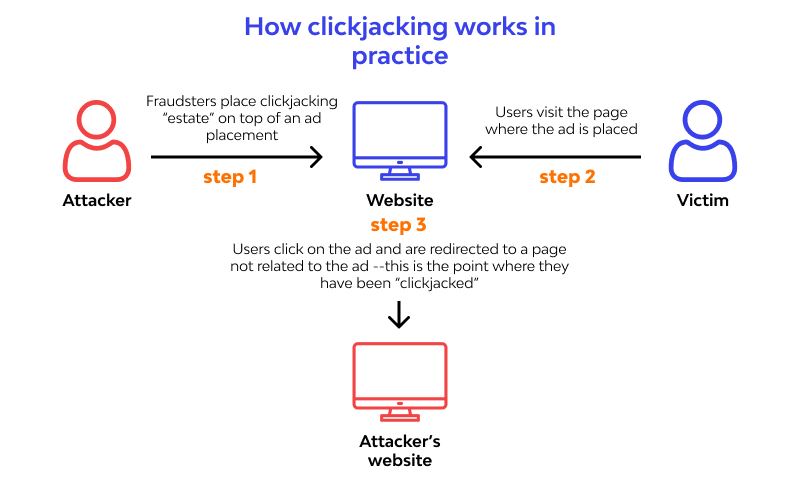 How clickjacking works in
practice
Fraudsters place clickjacking
“estate” on top of an ad
placement
step 1
Attacker
Website
Users visit the page
where the ad is placed
step 2
Victim
step 3
Users click on the ad and are redirected to a page
not related to the ad --this is the point where they
have been “clickjacked”
Attacker’s
website